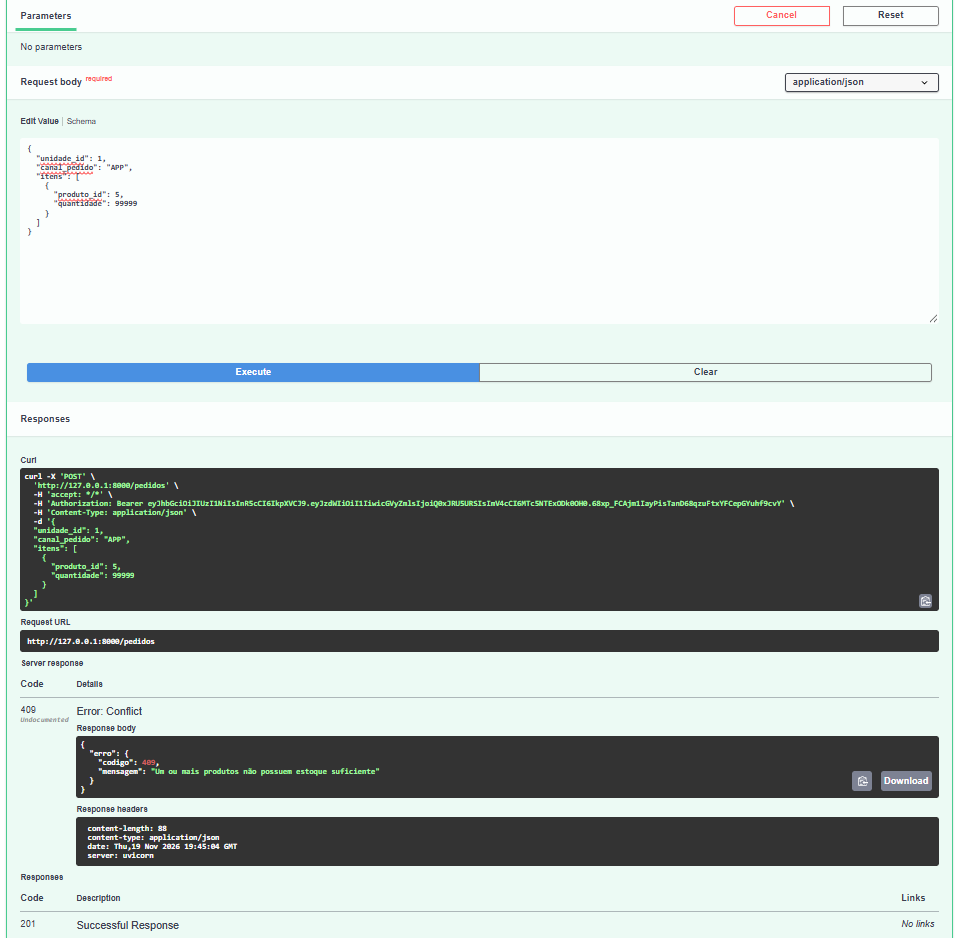 Parameters
Cancel
Reset
No parameters
Request body required
application/json
Edit Value | Schema
{
  "unidade_id": 1,
  "canal_pedido": "APP",
  "itens": [
    {
      "produto_id": 5,
      "quantidade": 99999
    }
  ]
}
Execute
Clear
Responses
Curl
curl -X 'POST' \
  'http://127.0.0.1:8000/pedidos' \
  -H 'accept: */*' \
  -H 'Authorization: Bearer
  -H 'Content-Type: application/json' \
  -d '{
  "unidade_id": 1,
  "canal_pedido": "APP",
  "itens": [
    {
      "produto_id": 5,
      "quantidade": 99999
    }
  ]
}'
Request URL
http://127.0.0.1:8000/pedidos
Server response
Code Details
409
Undocumented
Error: Conflict
Response body
{
  "erro": {
    "codigo": 409,
    "mensagem": "Um ou mais produtos não possuem estoque suficiente"
  }
}
Download
Response headers
content-length: 88
content-type: application/json
date: Thu,19 Nov 2026 19:45:04 GMT
server: uvicorn
Responses
Code Description Links
201 Successful Response No links